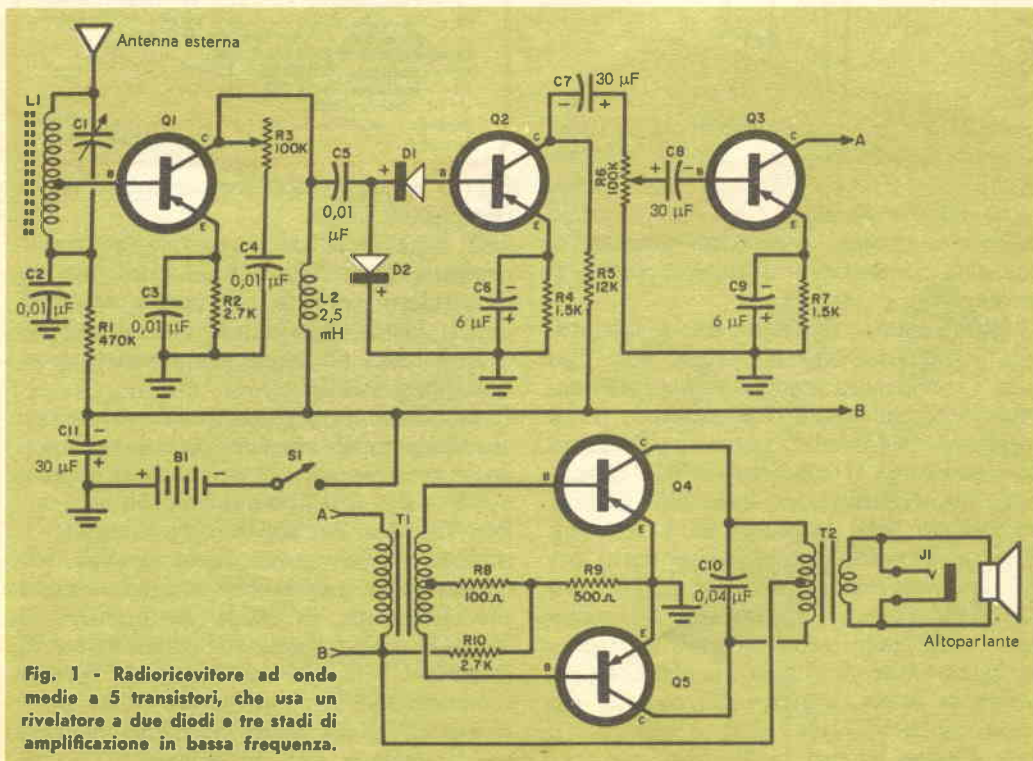 Antenna esterna
L1
C1
Q1
C
B
E
R3
100K
C2
0,01 µF
R1
470K
C3
0,01 µF
R2
2.7K
C4
0,01 µF
L2
2,5
mH
C5
0,01
µF
+ D1
D2
+
Q2
C
B
E
C7
30 µF
- +
C6
6 µF
-
+
R4
1.5K
R5
12K
R6
100K
+ C8 -
30 µF
Q3
C
B
E
A
C9
6 µF
-
+
R7
1.5K
B
C11
30 µF
-
+
+ B1 -
S1
A
T1
B
R8
100Ω
R9
500Ω
R10
2.7K
B
C
E
Q4
C10
0,04 µF
B
E
C
Q5
T2
J1
Altoparlante
Fig. 1 - Radioricevitore ad onde
medie a 5 transistori, che usa un
rivelatore a due diodi e tre stadi di
amplificazione in bassa frequenza.